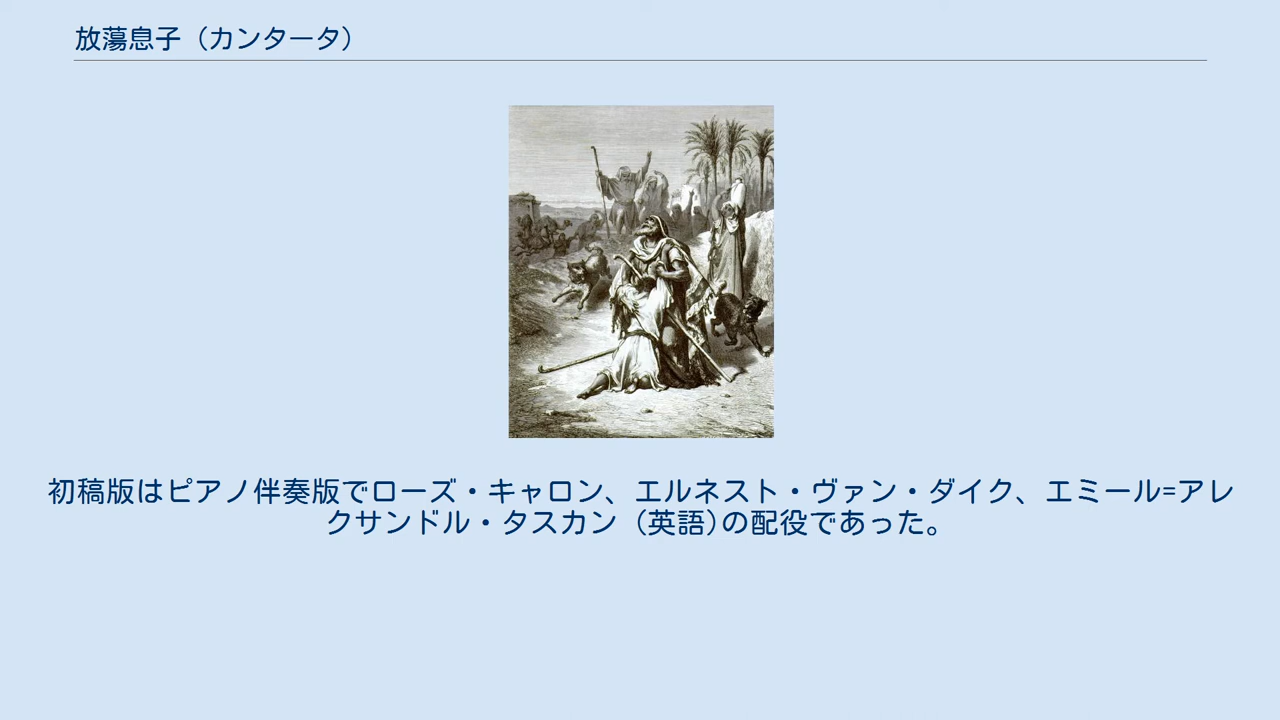 放蕩息子（カンタータ）
初稿版はピアノ伴奏版でローズ・キャロン、エルネスト・ヴァン・ダイク、エミール=アレ
クサンドル・タスカン（英語)の配役であった。